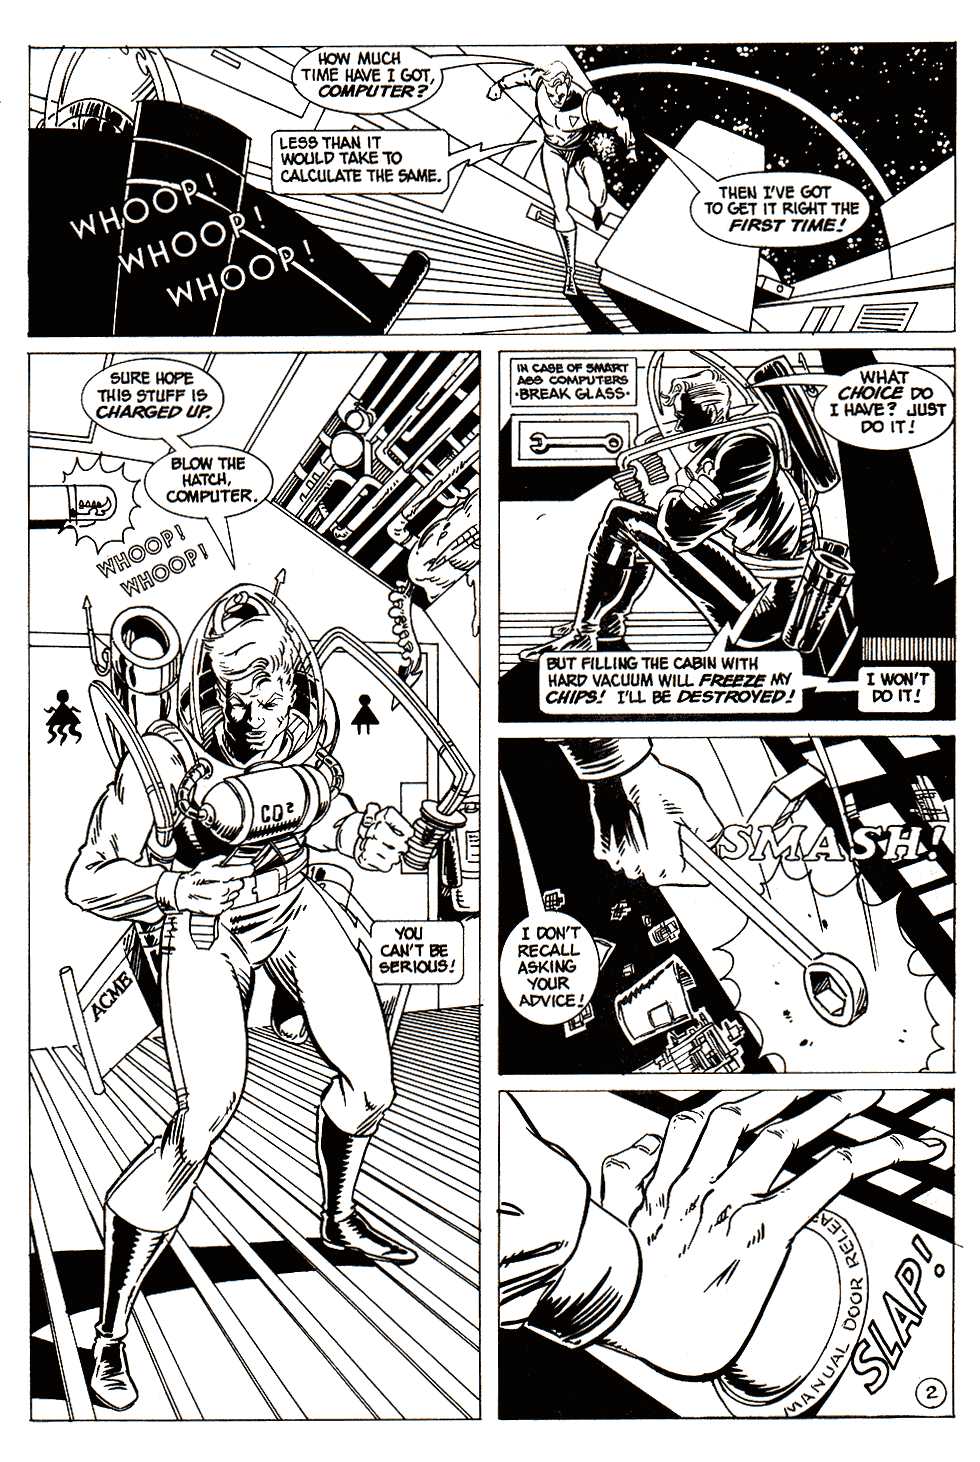 HOW MUCH
TIME HAVE I GOT,
COMPUTER?
LESS THAN IT
WOULD TAKE TO
CALCULATE THE SAME.
THEN I'VE GOT
TO GET IT RIGHT THE
FIRST TIME!
WHOOP!
WHOOP!
WHOOP!
SURE HOPE
THIS STUFF IS
CHARGED UP.
BLOW THE
HATCH,
COMPUTER.
WHOOP!
WHOOP!
CO²
YOU
CAN'T BE
SERIOUS!
ACME
IN CASE OF SMART
ASS COMPUTERS
·BREAK GLASS·
WHAT
CHOICE DO
I HAVE? JUST
DO IT!
BUT FILLING THE CABIN WITH
HARD VACUUM WILL FREEZE MY
CHIPS! I'LL BE DESTROYED!
I WON'T
DO IT!
SMASH!
I DON'T
RECALL
ASKING
YOUR
ADVICE!
MANUAL DOOR RELEAS
SLAP!
2